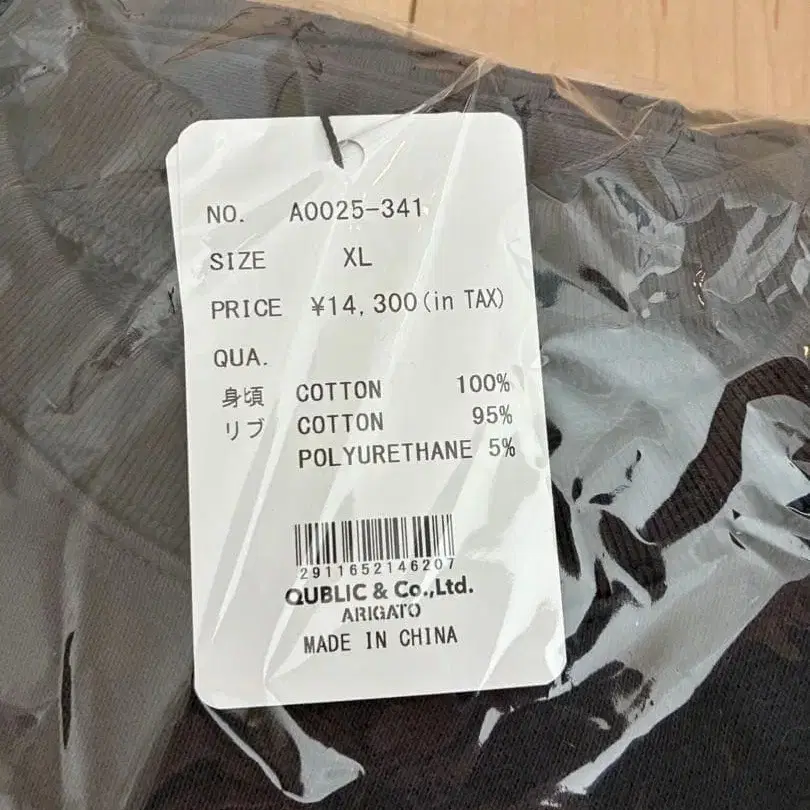 NO. A0025-341
SIZE XL
PRICE ¥14,300(in TAX)
QUA.
身頃 COTTON 100%
リブ COTTON 95%
POLYURETHANE 5%
2911652146207
QUBLIC & Co.,Ltd.
ARIGATO
MADE IN CHINA